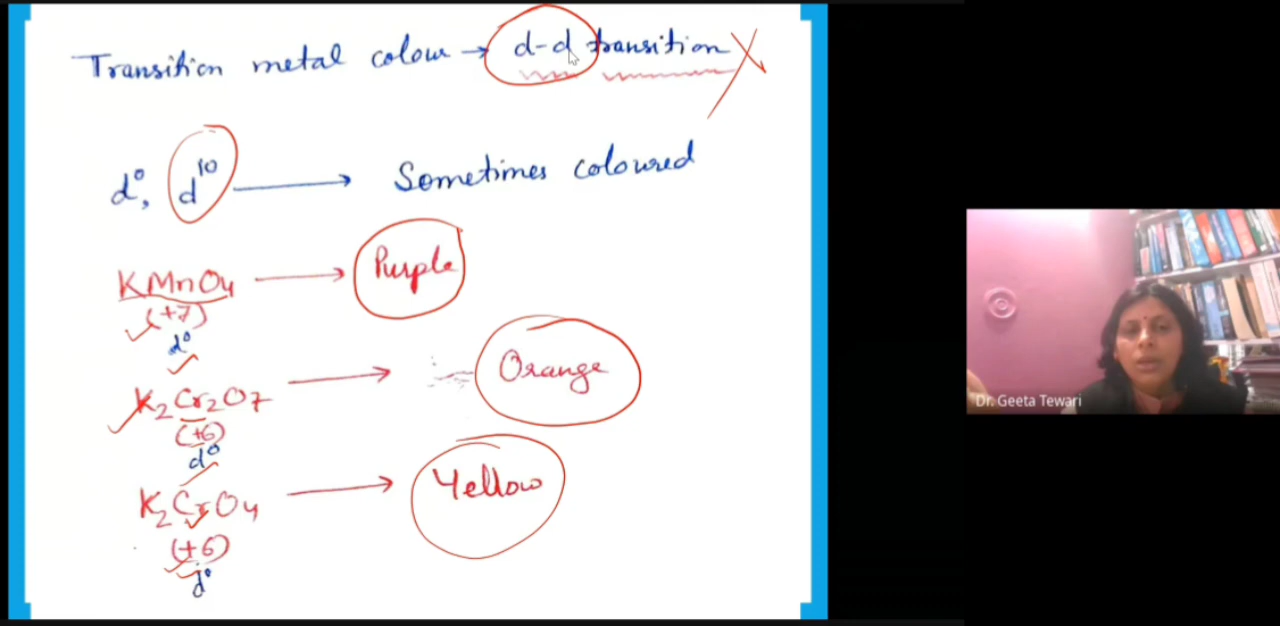 Transition metal colour → d-d transition X
d⁰, d¹⁰ → Sometimes coloured
KMnO4 → Purple
(+7)
d⁰
K2Cr2O7 → Orange
(+6)
d⁰
K2CrO4 → Yellow
(+6)
d⁰
Dr. Geeta Tewari